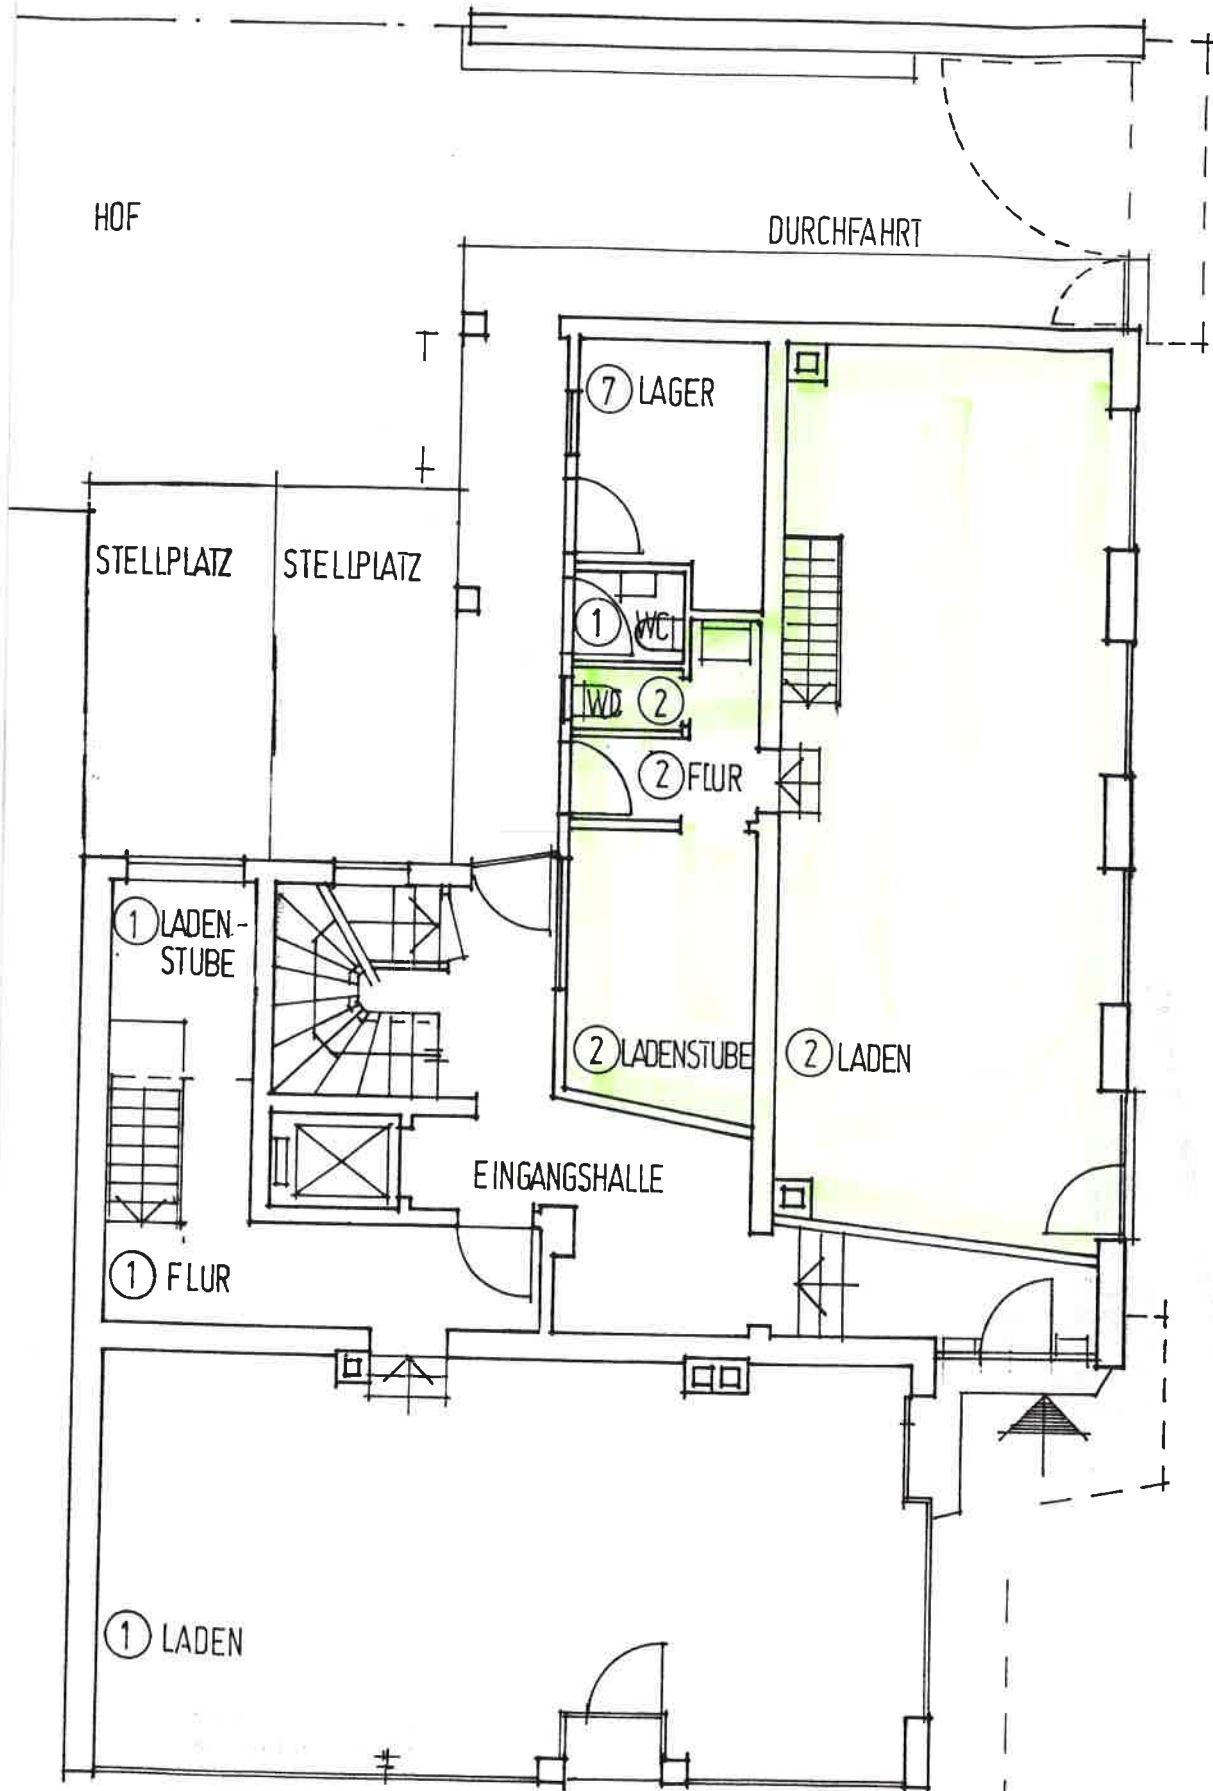 HOF
DURCHFAHRT
7 LAGER
STELLPLATZ
STELLPLATZ
1 WC
WC 2
2 FLUR
1 LADEN-
STUBE
2 LADENSTUBE
2 LADEN
EINGANGSHALLE
1 FLUR
1 LADEN